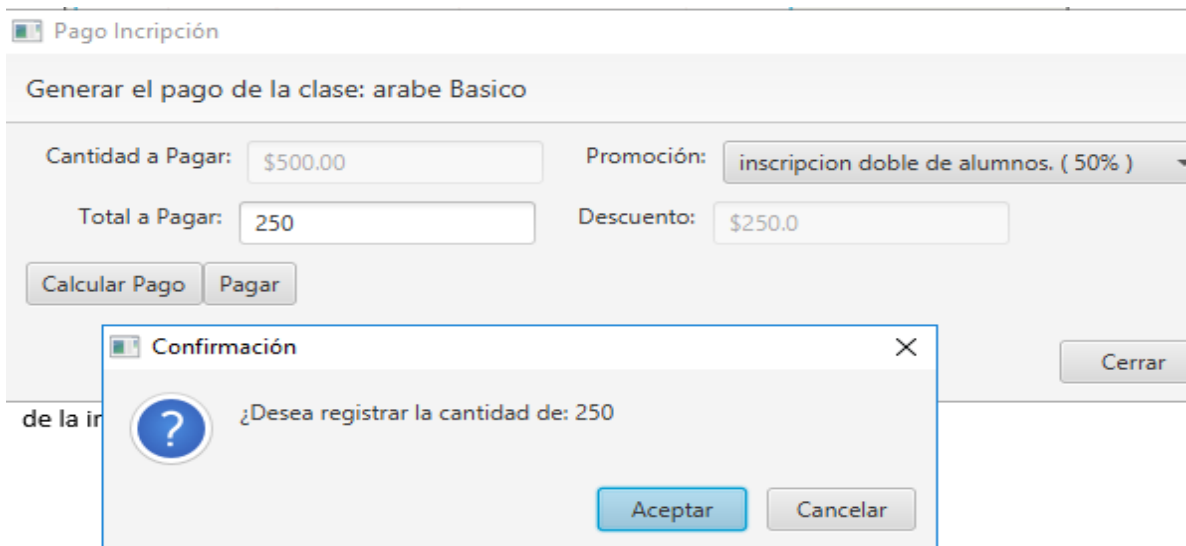 Pago Incripción
Generar el pago de la clase: arabe Basico
Cantidad a Pagar: $500.00 Promoción: inscripcion doble de alumnos. ( 50% )
Total a Pagar: 250 Descuento: $250.0
Calcular Pago Pagar
Confirmación
Cerrar
de la
¿Desea registrar la cantidad de: 250
Aceptar Cancelar